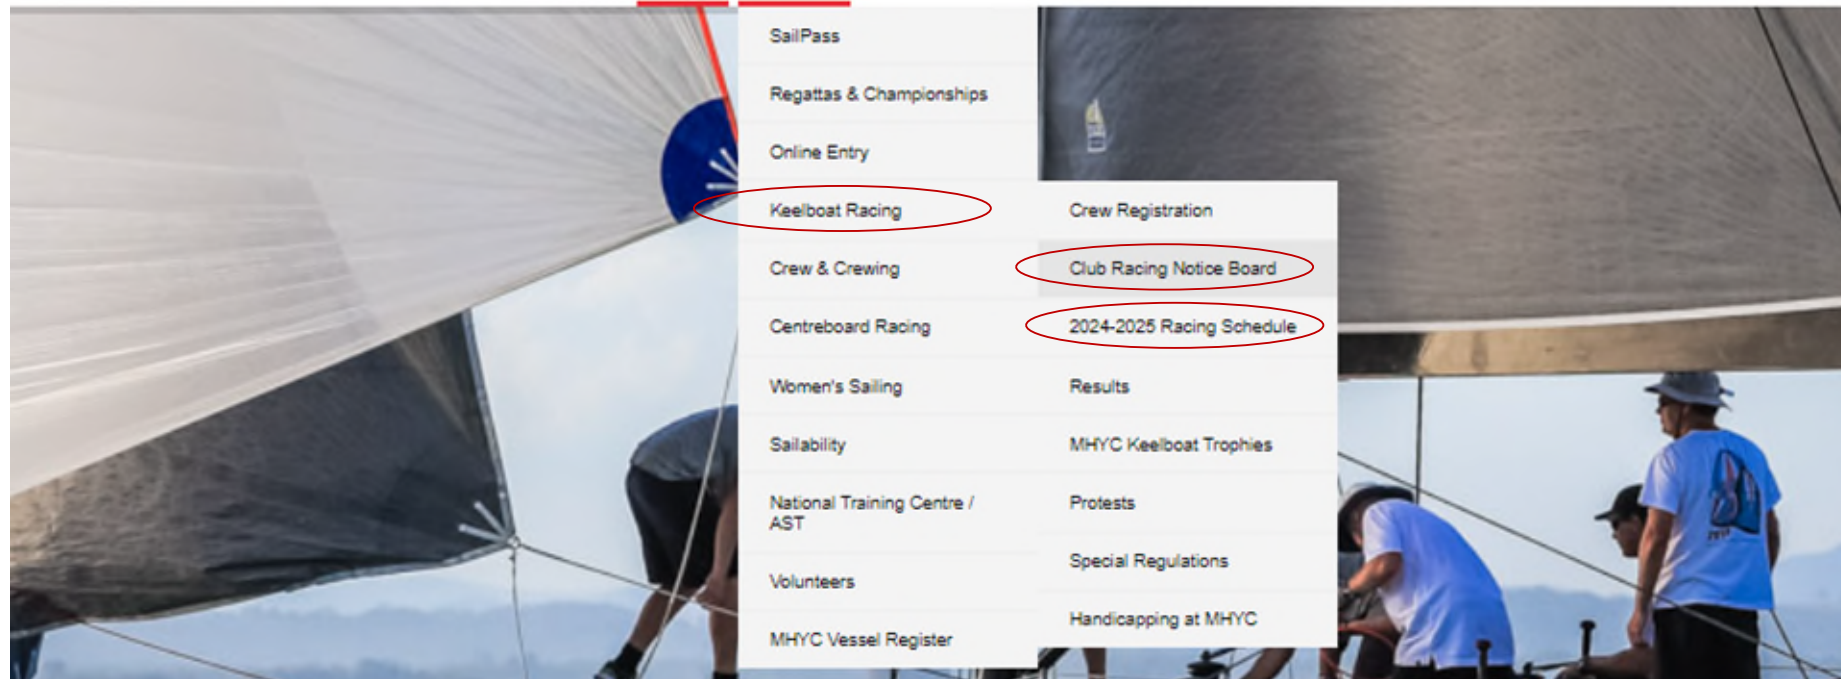 SailPass
Regattas & Championships
Online Entry
Keelboat Racing
Crew & Crewing
Centreboard Racing
Women's Sailing
Sailability
National Training Centre /
AST
Volunteers
MHYC Vessel Register
Crew Registration
Club Racing Notice Board
2024-2025 Racing Schedule
Results
MHYC Keelboat Trophies
Protests
Special Regulations
Handicapping at MHYC